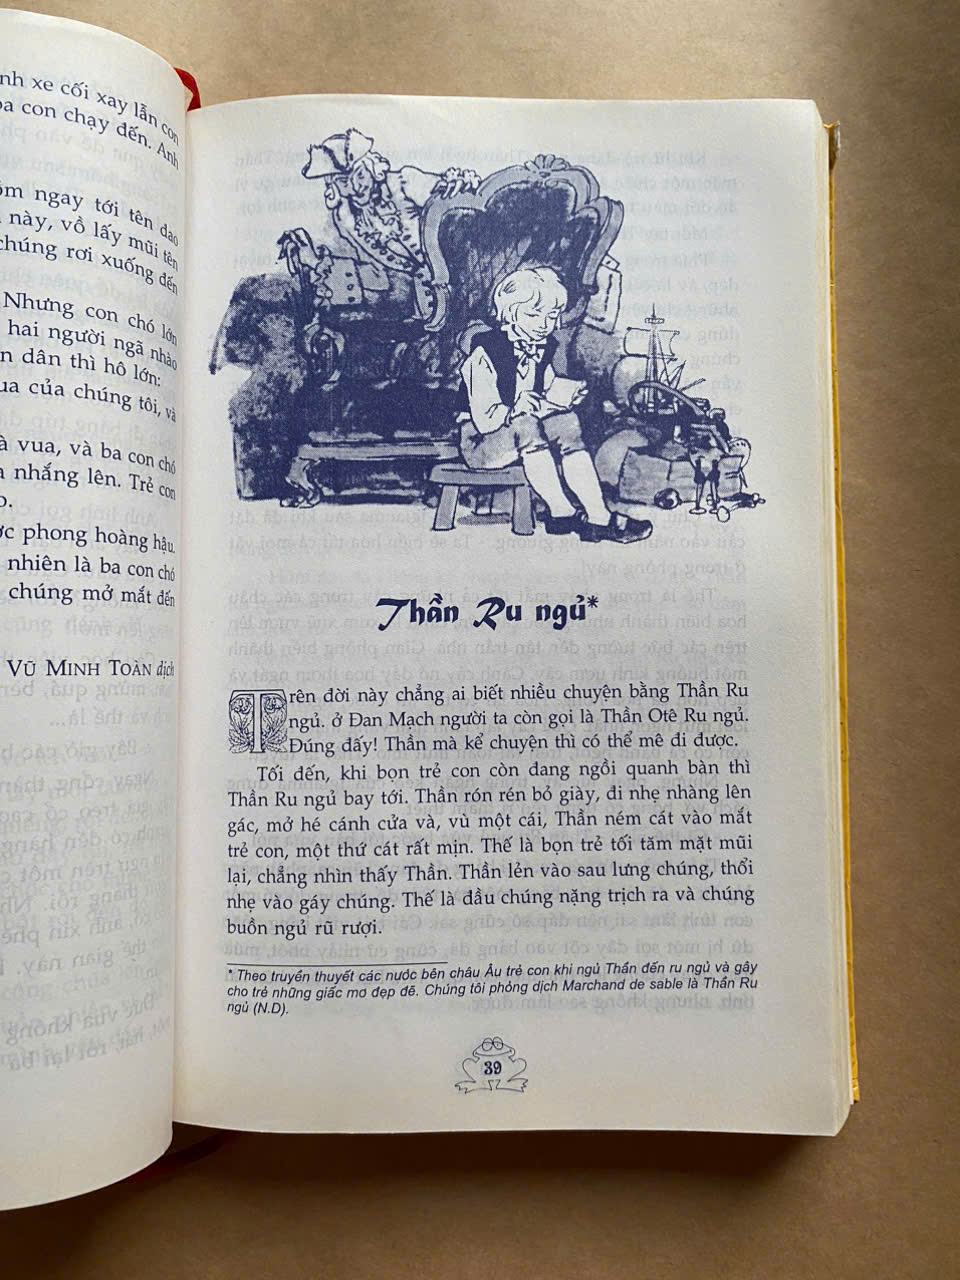 nh xe cối xay lẫn con
ba con chạy đến. Anh
ngay tới tên đao
này, vồ lấy mũi tên
chúng rơi xuống đến
Nhưng con chó lớn
hai người ngã nhào
dân thì hô lớn:
ua của chúng tôi, và
à vua, và ba con chó
nhắng lên. Trẻ con
phong hoàng hậu.
nhiên là ba con chó
chúng mở mắt đến
VŨ MINH TOÀN dịch
Thần Ru ngủ*
Trên đời này chẳng ai biết nhiều chuyện bằng Thần Ru
ngủ. ở Đan Mạch người ta còn gọi là Thần Otê Ru ngủ.
Đúng đấy! Thần mà kể chuyện thì có thể mê đi được.
Tối đến, khi bọn trẻ con còn đang ngồi quanh bàn thì
Thần Ru ngủ bay tới. Thần rón rén bỏ giày, đi nhẹ nhàng lên
gác, mở hé cánh cửa và, vù một cái, Thần ném cát vào mắt
trẻ con, một thứ cát rất mịn. Thế là bọn trẻ tối tăm mặt mũi
lại, chẳng nhìn thấy Thần. Thần lẻn vào sau lưng chúng, thổi
nhẹ vào gáy chúng. Thế là đầu chúng nặng trịch ra và chúng
buồn ngủ rũ rượi.
* Theo truyền thuyết các nước bên châu Âu trẻ con khi ngủ Thần đến ru ngủ và gây
cho trẻ những giấc mơ đẹp đẽ. Chúng tôi phỏng dịch Marchand de sable là Thần Ru
ngủ (N.D).
39